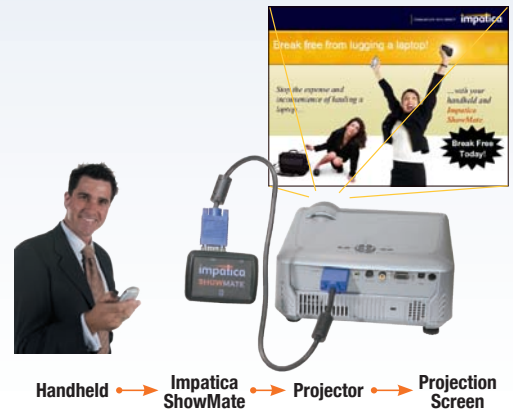 impatica
Break free from lugging a laptop!
Stop the expense and
inconvenience of hauling a
laptop...
...with your
handheld and
Impatica
ShowMate
Break Free
Today!
impatica
SHOWMATE
Handheld
Impatica
ShowMate
Projector
Projection
Screen